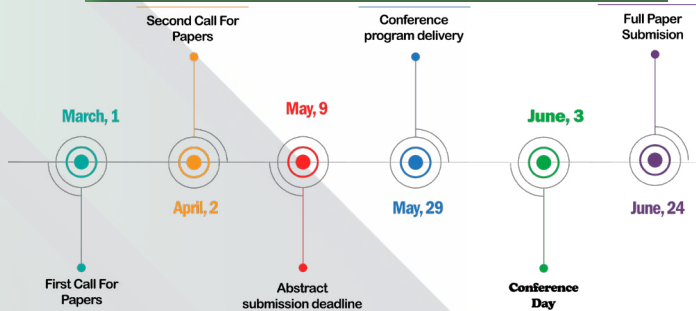 Second Call For
Papers
Conference
program delivery
Full Paper
Submision
March, 1
May, 9
June, 3
April, 2
May, 29
June, 24
First Call For
Papers
Abstract
submission deadline
Conference
Day